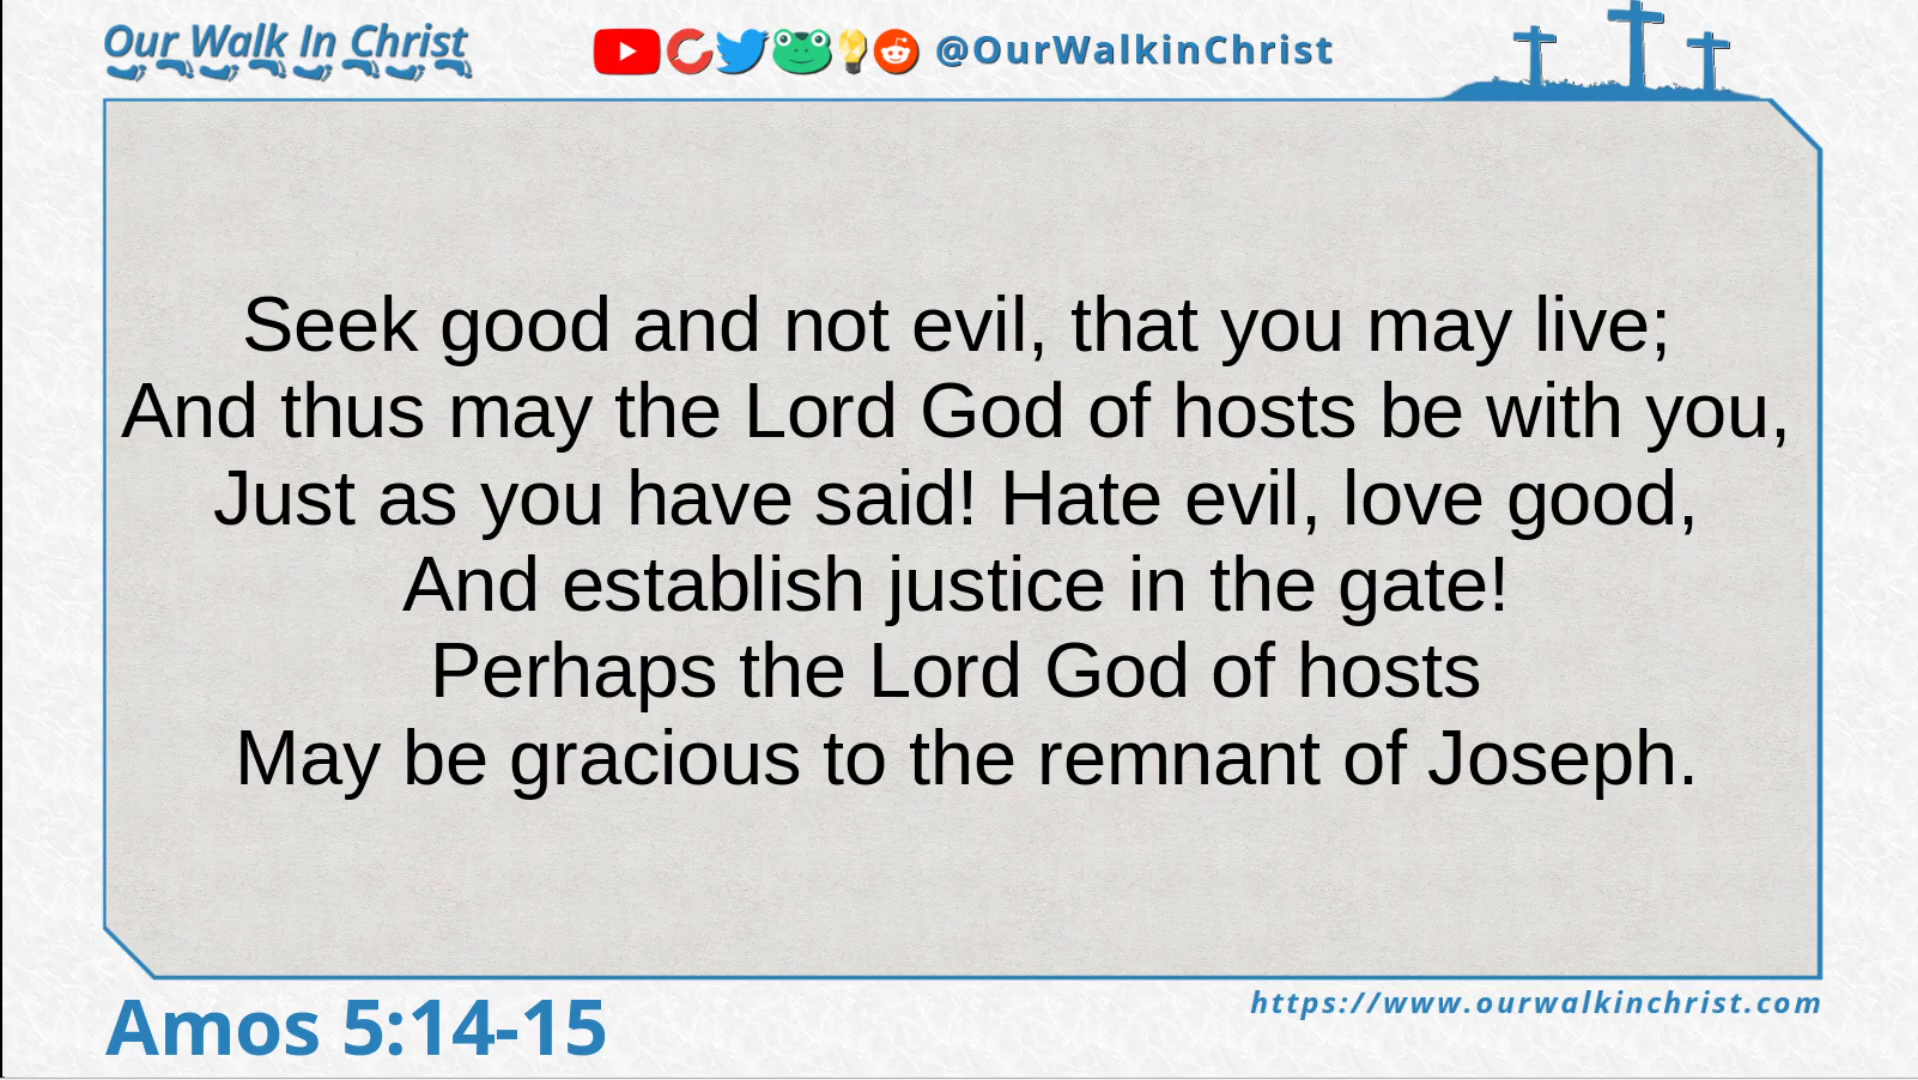 Our Walk In Christ
@OurWalkinChrist
Seek good and not evil, that you may live;
And thus may the Lord God of hosts be with you,
Just as you have said! Hate evil, love good,
And establish justice in the gate!
Perhaps the Lord God of hosts
May be gracious to the remnant of Joseph.
Amos 5:14-15
https://www.ourwalkinchrist.com